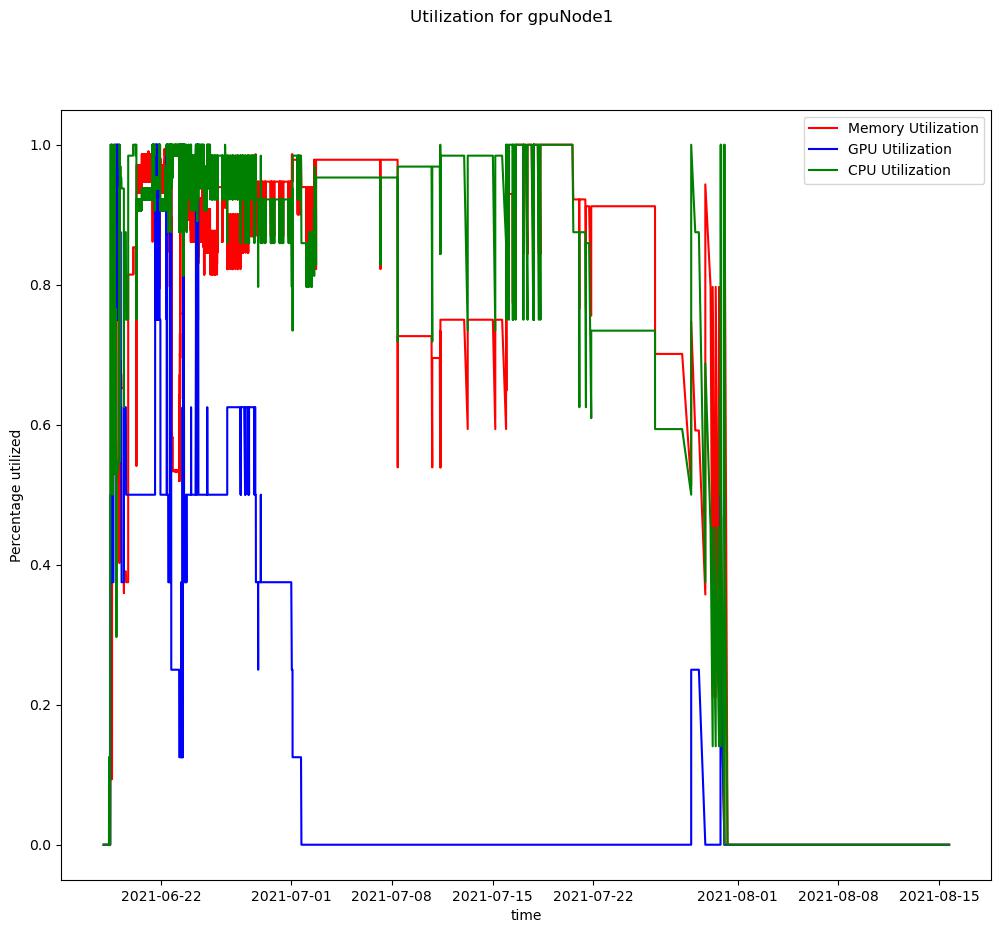 Utilization for gpuNode1
Memory Utilization
GPU Utilization
CPU Utilization
1.0
0.8
0.6
0.4
0.2
0.0
Percentage utilized
2021-06-22
2021-07-01
2021-07-08
2021-07-15
2021-07-22
2021-08-01
2021-08-08
2021-08-15
time